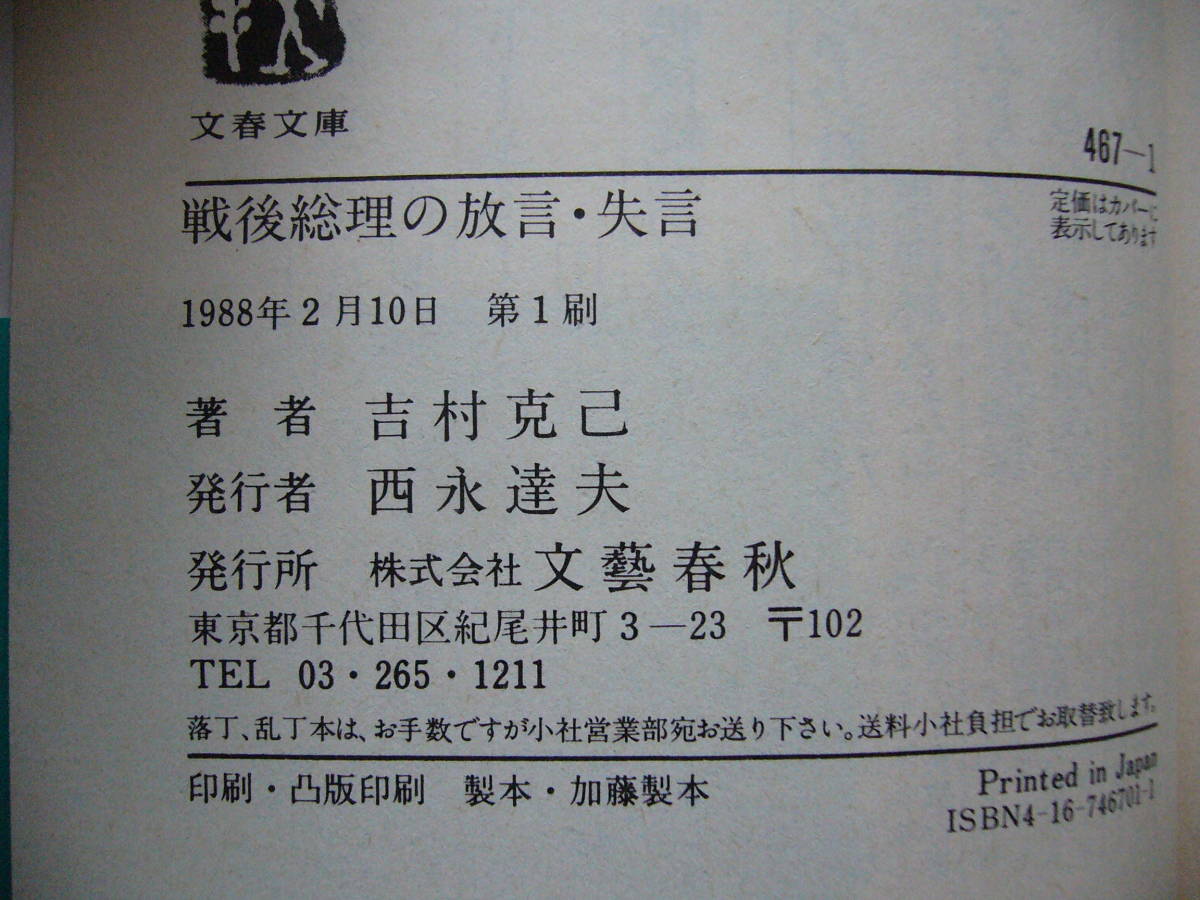 文春文庫
467—1
戦後総理の放言・失言
定価はカバーに
表示してあります
1988年2月10日　第1刷
著　者　吉村克己
発行者　西永達夫
発行所　株式会社 文藝春秋
東京都千代田区紀尾井町3—23　〒102
TEL 03・265・1211
落丁、乱丁本は、お手数ですが小社営業部宛お送り下さい。送料小社負担でお取替致します。
印刷・凸版印刷　製本・加藤製本
Printed in Japan
ISBN4-16-746701-1